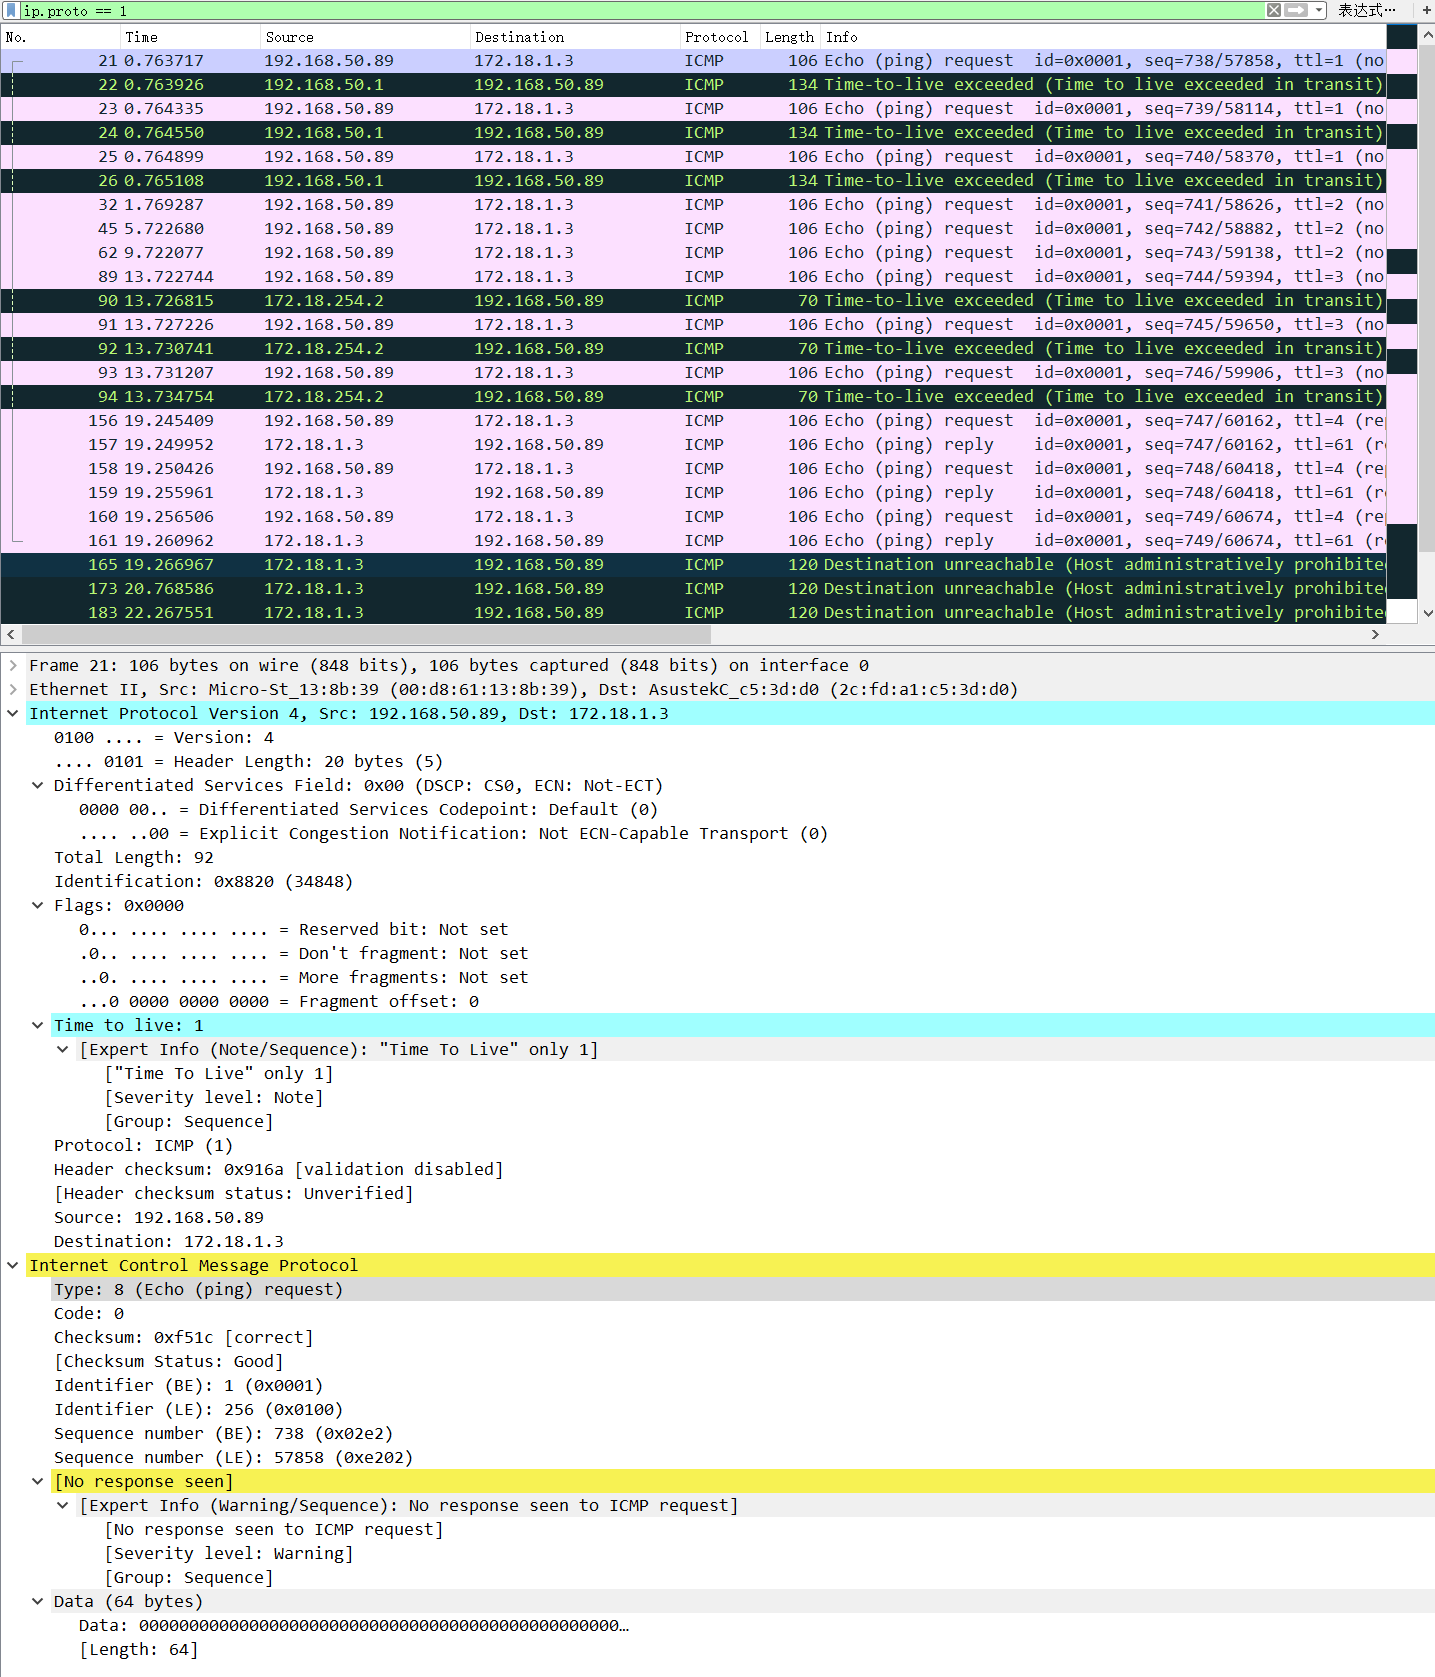 ip.proto == 1 表达式… +
No. Time Source Destination Protocol Length Info
21 0.763717 192.168.50.89 172.18.1.3 ICMP 106 Echo (ping) request id=0x0001, seq=738/57858, ttl=1 (no
22 0.763926 192.168.50.1 192.168.50.89 ICMP 134 Time-to-live exceeded (Time to live exceeded in transit)
23 0.764335 192.168.50.89 172.18.1.3 ICMP 106 Echo (ping) request id=0x0001, seq=739/58114, ttl=1 (no
24 0.764550 192.168.50.1 192.168.50.89 ICMP 134 Time-to-live exceeded (Time to live exceeded in transit)
25 0.764899 192.168.50.89 172.18.1.3 ICMP 106 Echo (ping) request id=0x0001, seq=740/58370, ttl=1 (no
26 0.765108 192.168.50.1 192.168.50.89 ICMP 134 Time-to-live exceeded (Time to live exceeded in transit)
32 1.769287 192.168.50.89 172.18.1.3 ICMP 106 Echo (ping) request id=0x0001, seq=741/58626, ttl=2 (no
45 5.722680 192.168.50.89 172.18.1.3 ICMP 106 Echo (ping) request id=0x0001, seq=742/58882, ttl=2 (no
62 9.722077 192.168.50.89 172.18.1.3 ICMP 106 Echo (ping) request id=0x0001, seq=743/59138, ttl=2 (no
89 13.722744 192.168.50.89 172.18.1.3 ICMP 106 Echo (ping) request id=0x0001, seq=744/59394, ttl=3 (no
90 13.726815 172.18.254.2 192.168.50.89 ICMP 70 Time-to-live exceeded (Time to live exceeded in transit)
91 13.727226 192.168.50.89 172.18.1.3 ICMP 106 Echo (ping) request id=0x0001, seq=745/59650, ttl=3 (no
92 13.730741 172.18.254.2 192.168.50.89 ICMP 70 Time-to-live exceeded (Time to live exceeded in transit)
93 13.731207 192.168.50.89 172.18.1.3 ICMP 106 Echo (ping) request id=0x0001, seq=746/59906, ttl=3 (no
94 13.734754 172.18.254.2 192.168.50.89 ICMP 70 Time-to-live exceeded (Time to live exceeded in transit)
156 19.245409 192.168.50.89 172.18.1.3 ICMP 106 Echo (ping) request id=0x0001, seq=747/60162, ttl=4 (re
157 19.249952 172.18.1.3 192.168.50.89 ICMP 106 Echo (ping) reply id=0x0001, seq=747/60162, ttl=61 (r
158 19.250426 192.168.50.89 172.18.1.3 ICMP 106 Echo (ping) request id=0x0001, seq=748/60418, ttl=4 (re
159 19.255961 172.18.1.3 192.168.50.89 ICMP 106 Echo (ping) reply id=0x0001, seq=748/60418, ttl=61 (r
160 19.256506 192.168.50.89 172.18.1.3 ICMP 106 Echo (ping) request id=0x0001, seq=749/60674, ttl=4 (re
161 19.260962 172.18.1.3 192.168.50.89 ICMP 106 Echo (ping) reply id=0x0001, seq=749/60674, ttl=61 (r
165 19.266967 172.18.1.3 192.168.50.89 ICMP 120 Destination unreachable (Host administratively prohibite
173 20.768586 172.18.1.3 192.168.50.89 ICMP 120 Destination unreachable (Host administratively prohibite
183 22.267551 172.18.1.3 192.168.50.89 ICMP 120 Destination unreachable (Host administratively prohibite
Frame 21: 106 bytes on wire (848 bits), 106 bytes captured (848 bits) on interface 0
Ethernet II, Src: Micro-St_13:8b:39 (00:d8:61:13:8b:39), Dst: AsustekC_c5:3d:d0 (2c:fd:a1:c5:3d:d0)
Internet Protocol Version 4, Src: 192.168.50.89, Dst: 172.18.1.3
0100 .... = Version: 4
.... 0101 = Header Length: 20 bytes (5)
Differentiated Services Field: 0x00 (DSCP: CS0, ECN: Not-ECT)
0000 00.. = Differentiated Services Codepoint: Default (0)
.... ..00 = Explicit Congestion Notification: Not ECN-Capable Transport (0)
Total Length: 92
Identification: 0x8820 (34848)
Flags: 0x0000
0... .... .... .... = Reserved bit: Not set
.0.. .... .... .... = Don't fragment: Not set
..0. .... .... .... = More fragments: Not set
...0 0000 0000 0000 = Fragment offset: 0
Time to live: 1
[Expert Info (Note/Sequence): "Time To Live" only 1]
["Time To Live" only 1]
[Severity level: Note]
[Group: Sequence]
Protocol: ICMP (1)
Header checksum: 0x916a [validation disabled]
[Header checksum status: Unverified]
Source: 192.168.50.89
Destination: 172.18.1.3
Internet Control Message Protocol
Type: 8 (Echo (ping) request)
Code: 0
Checksum: 0xf51c [correct]
[Checksum Status: Good]
Identifier (BE): 1 (0x0001)
Identifier (LE): 256 (0x0100)
Sequence number (BE): 738 (0x02e2)
Sequence number (LE): 57858 (0xe202)
[No response seen]
[Expert Info (Warning/Sequence): No response seen to ICMP request]
[No response seen to ICMP request]
[Severity level: Warning]
[Group: Sequence]
Data (64 bytes)
Data: 000000000000000000000000000000000000000000000000…
[Length: 64]